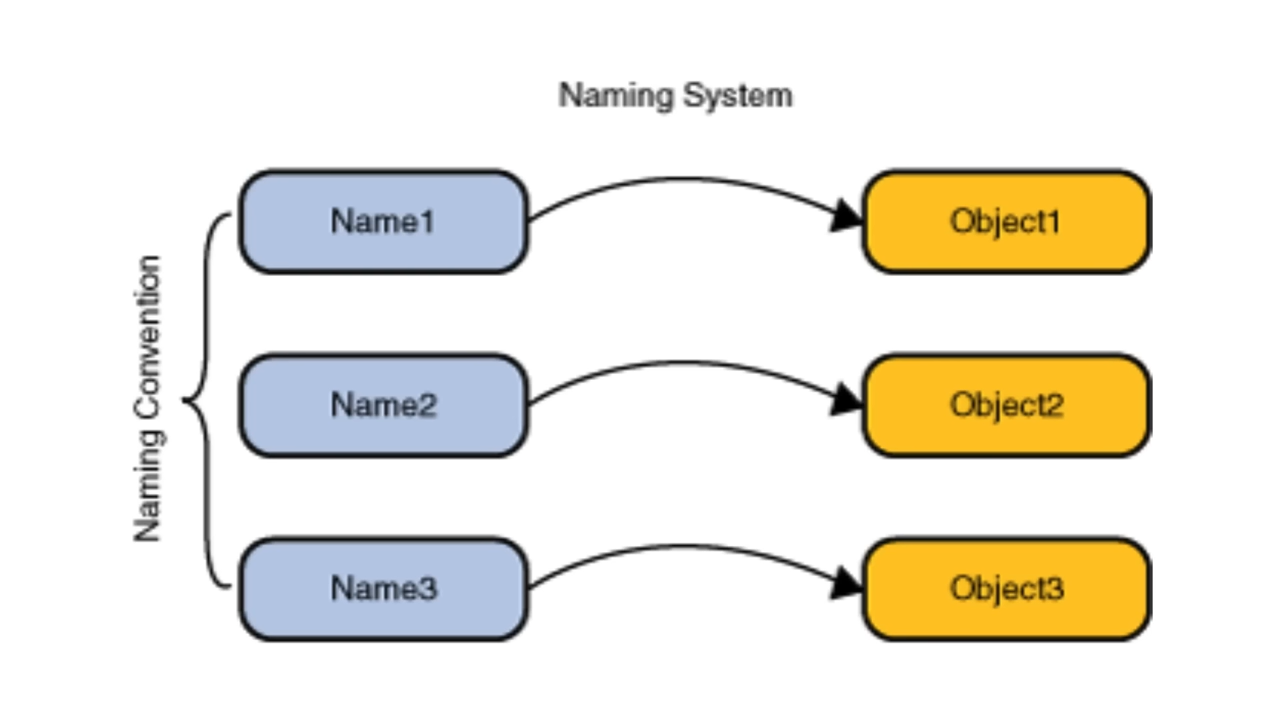 Naming System
Naming Convention
Name1
Object1
Name2
Object2
Name3
Object3